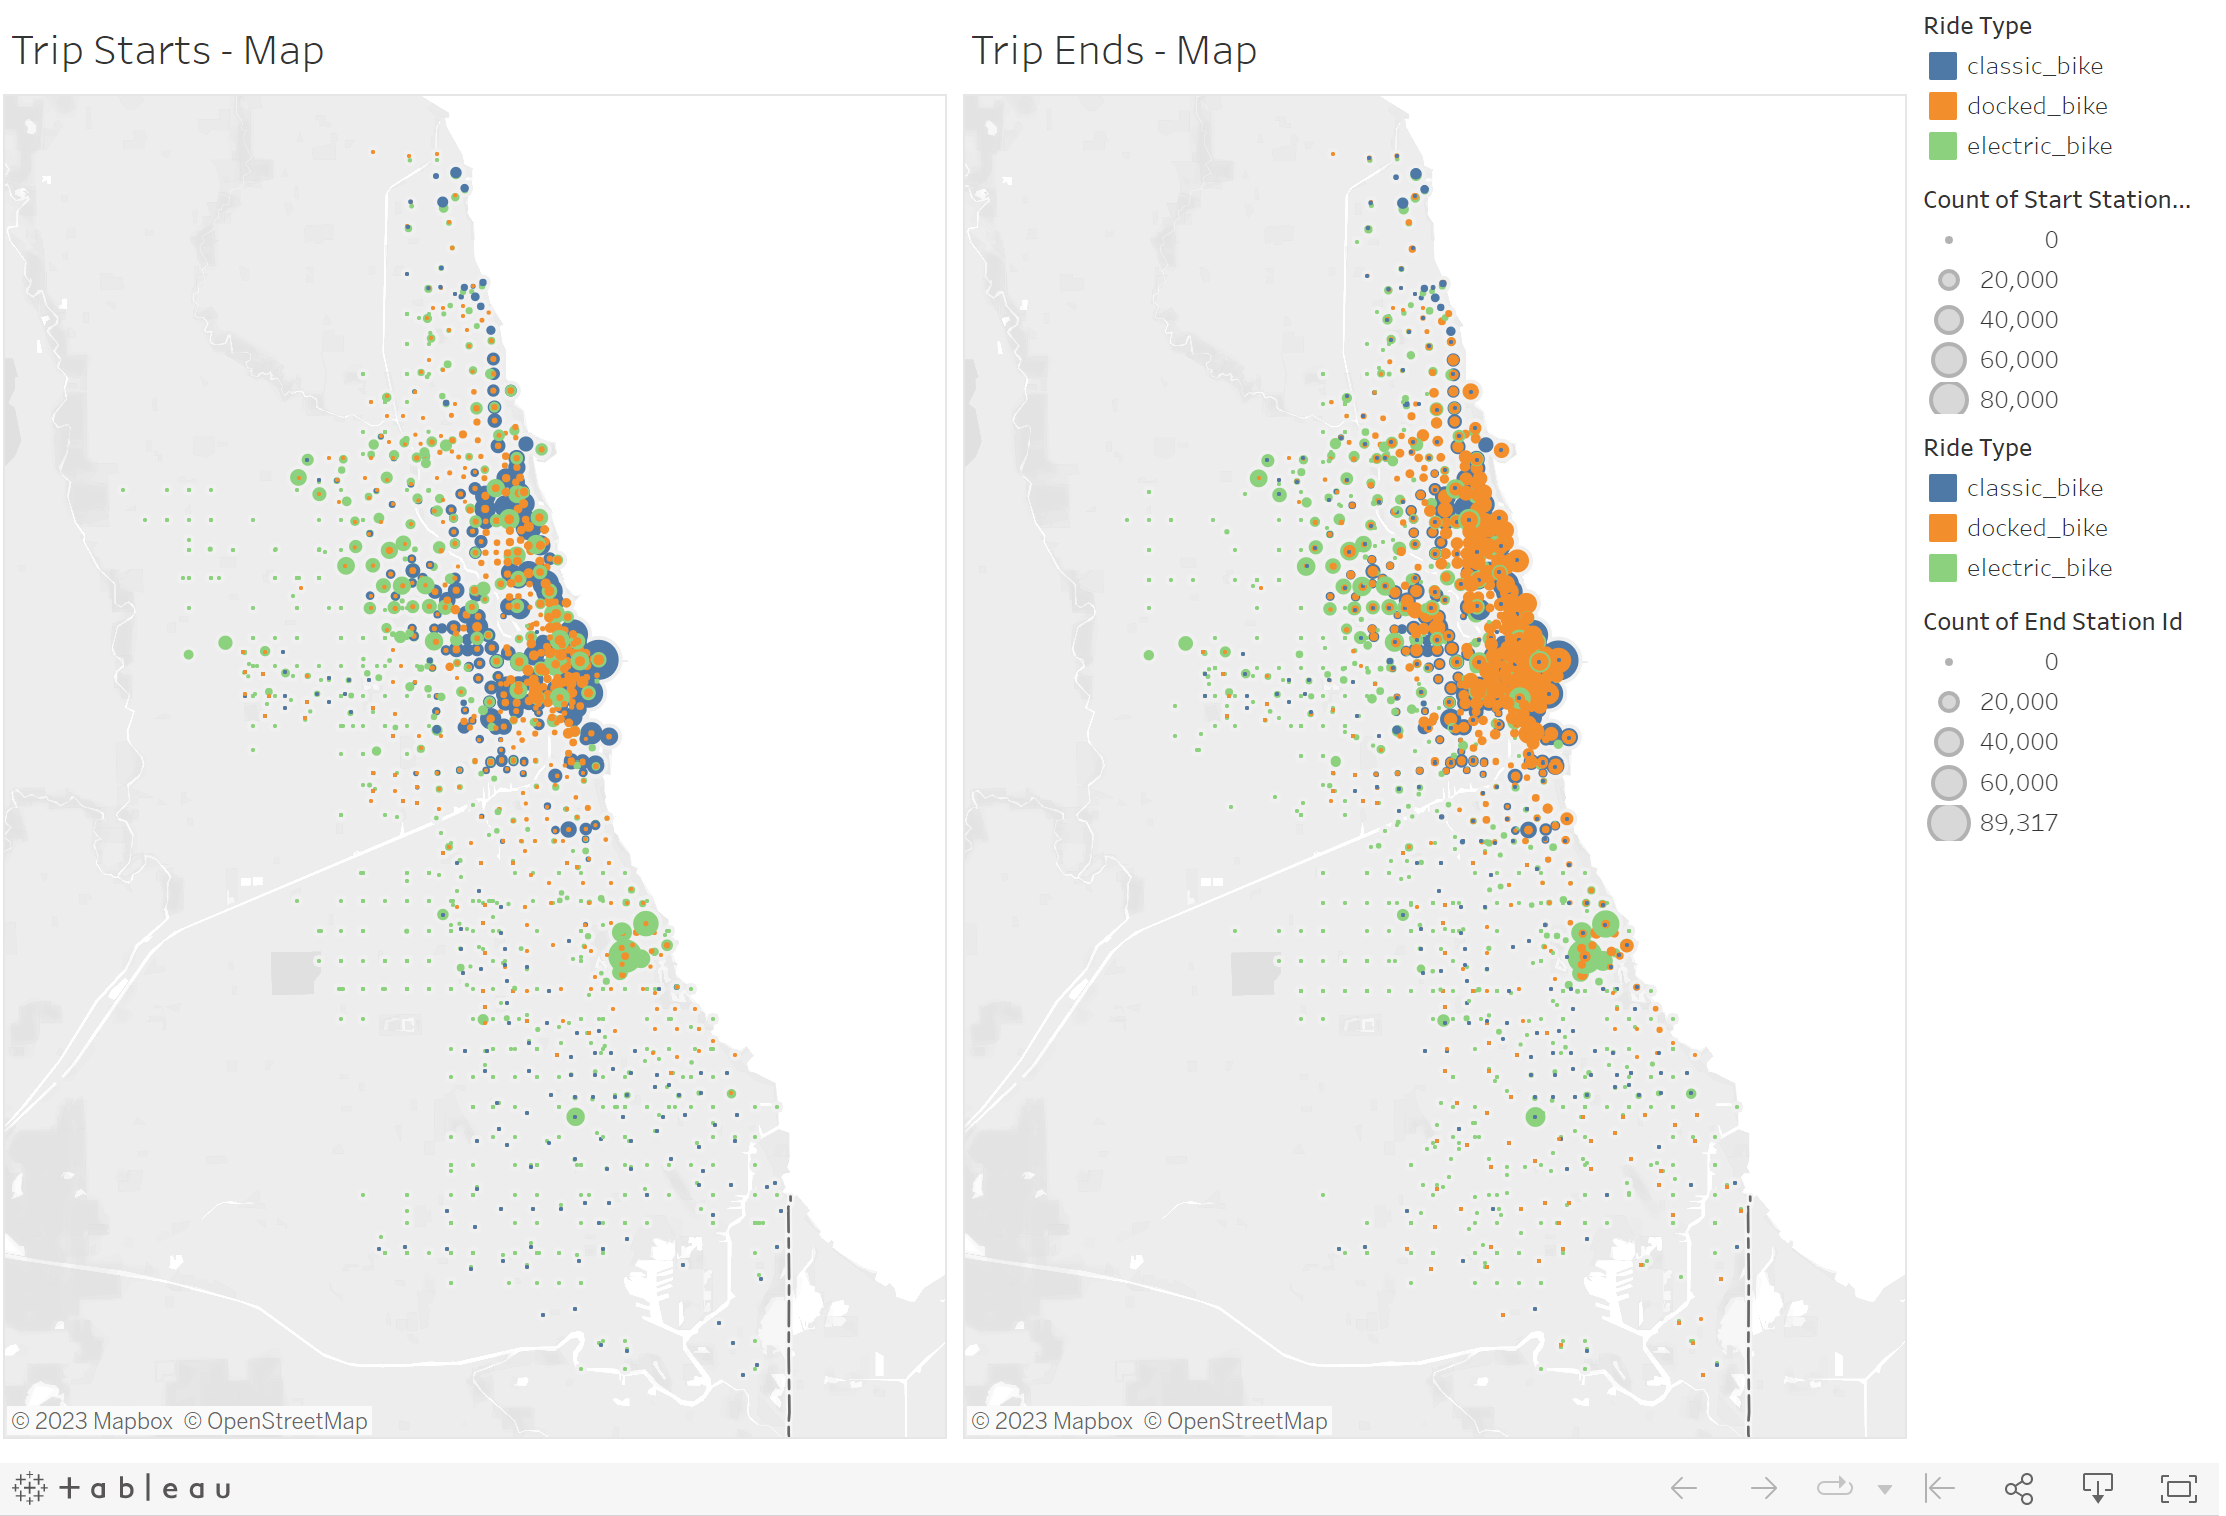 Trip Starts - Map
Trip Ends - Map
© 2023 Mapbox © OpenStreetMap
© 2023 Mapbox © OpenStreetMap
Ride Type
classic_bike
docked_bike
electric_bike
Count of Start Station...
0
20,000
40,000
60,000
80,000
Ride Type
classic_bike
docked_bike
electric_bike
Count of End Station Id
0
20,000
40,000
60,000
89,317
+ableau